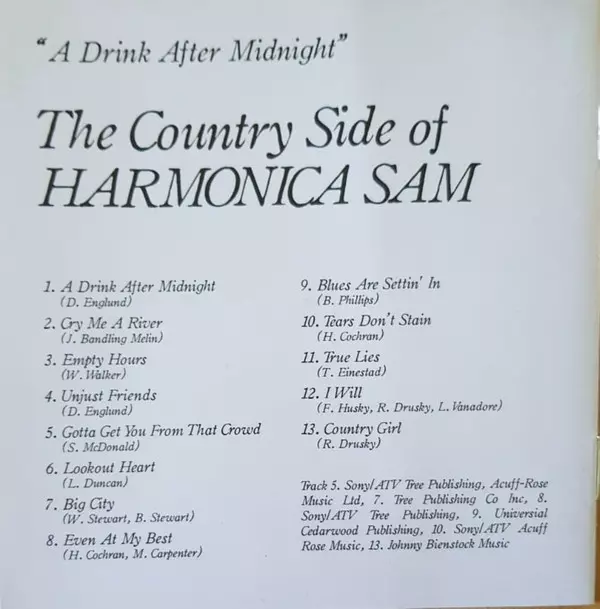 "A Drink After Midnight"
The Country Side of
HARMONICA SAM
1. A Drink After Midnight
(D. Englund)
2. Cry Me A River
(J. Bandling Melin)
3. Empty Hours
(W. Walker)
4. Unjust Friends
(D. Englund)
5. Gotta Get You From That Crowd
(S. McDonald)
6. Lookout Heart
(L. Duncan)
7. Big City
(W. Stewart, B. Stewart)
8. Even At My Best
(H. Cochran, M. Carpenter)
9. Blues Are Settin' In
(B. Phillips)
10. Tears Don't Stain
(H. Cochran)
11. True Lies
(T. Einestad)
12. I Will
(F. Husky, R. Drusky, L. Vanadore)
13. Country Girl
(R. Drusky)
Track 5. Sony/ATV Tree Publishing, Acuff-Rose
Music Ltd, 7. Tree Publishing Co Inc, 8.
Sony/ATV Tree Publishing, 9. Universial
Cedarwood Publishing, 10. Sony/ATV Acuff
Rose Music, 13. Johnny Bienstock Music